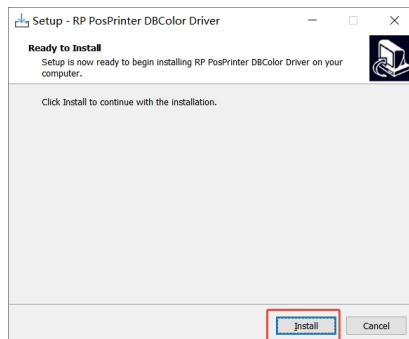 Setup - RP PosPrinter DBColor Driver
Ready to Install
Setup is now ready to begin installing RP PosPrinter DBColor Driver on your
computer.
Click Install to continue with the installation.
Install
Cancel